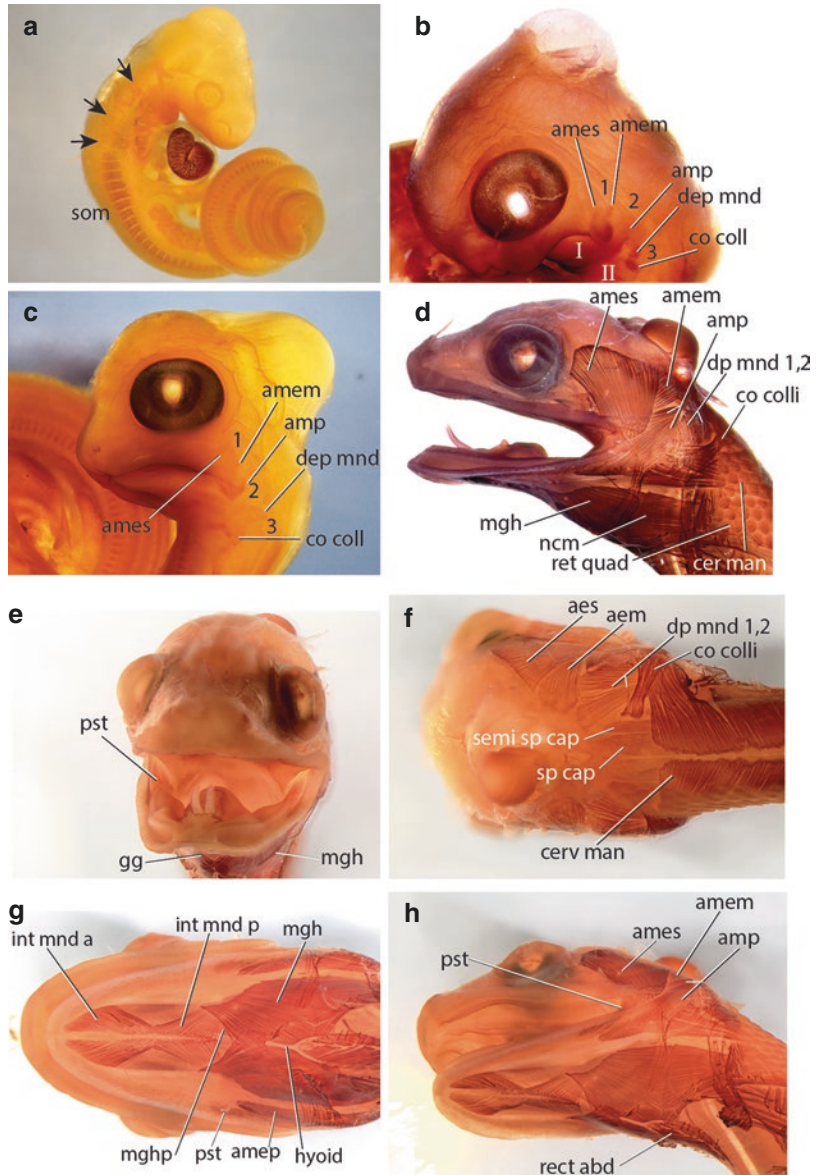 a
som
b
ames
amem
1
2
amp
dep mnd
3
co coll
I
II
c
amem
1
amp
2
dep mnd
3
ames
co coll
d
ames
amem
amp
dp mnd 1,2
co colli
mgh
ncm
ret quad
cer man
e
pst
gg
mgh
f
aes
aem
dp mnd 1,2
co colli
semi sp cap
sp cap
cerv man
g
int mnd a
int mnd p
mgh
mghp
pst
amep
hyoid
h
amem
ames
amp
pst
rect abd